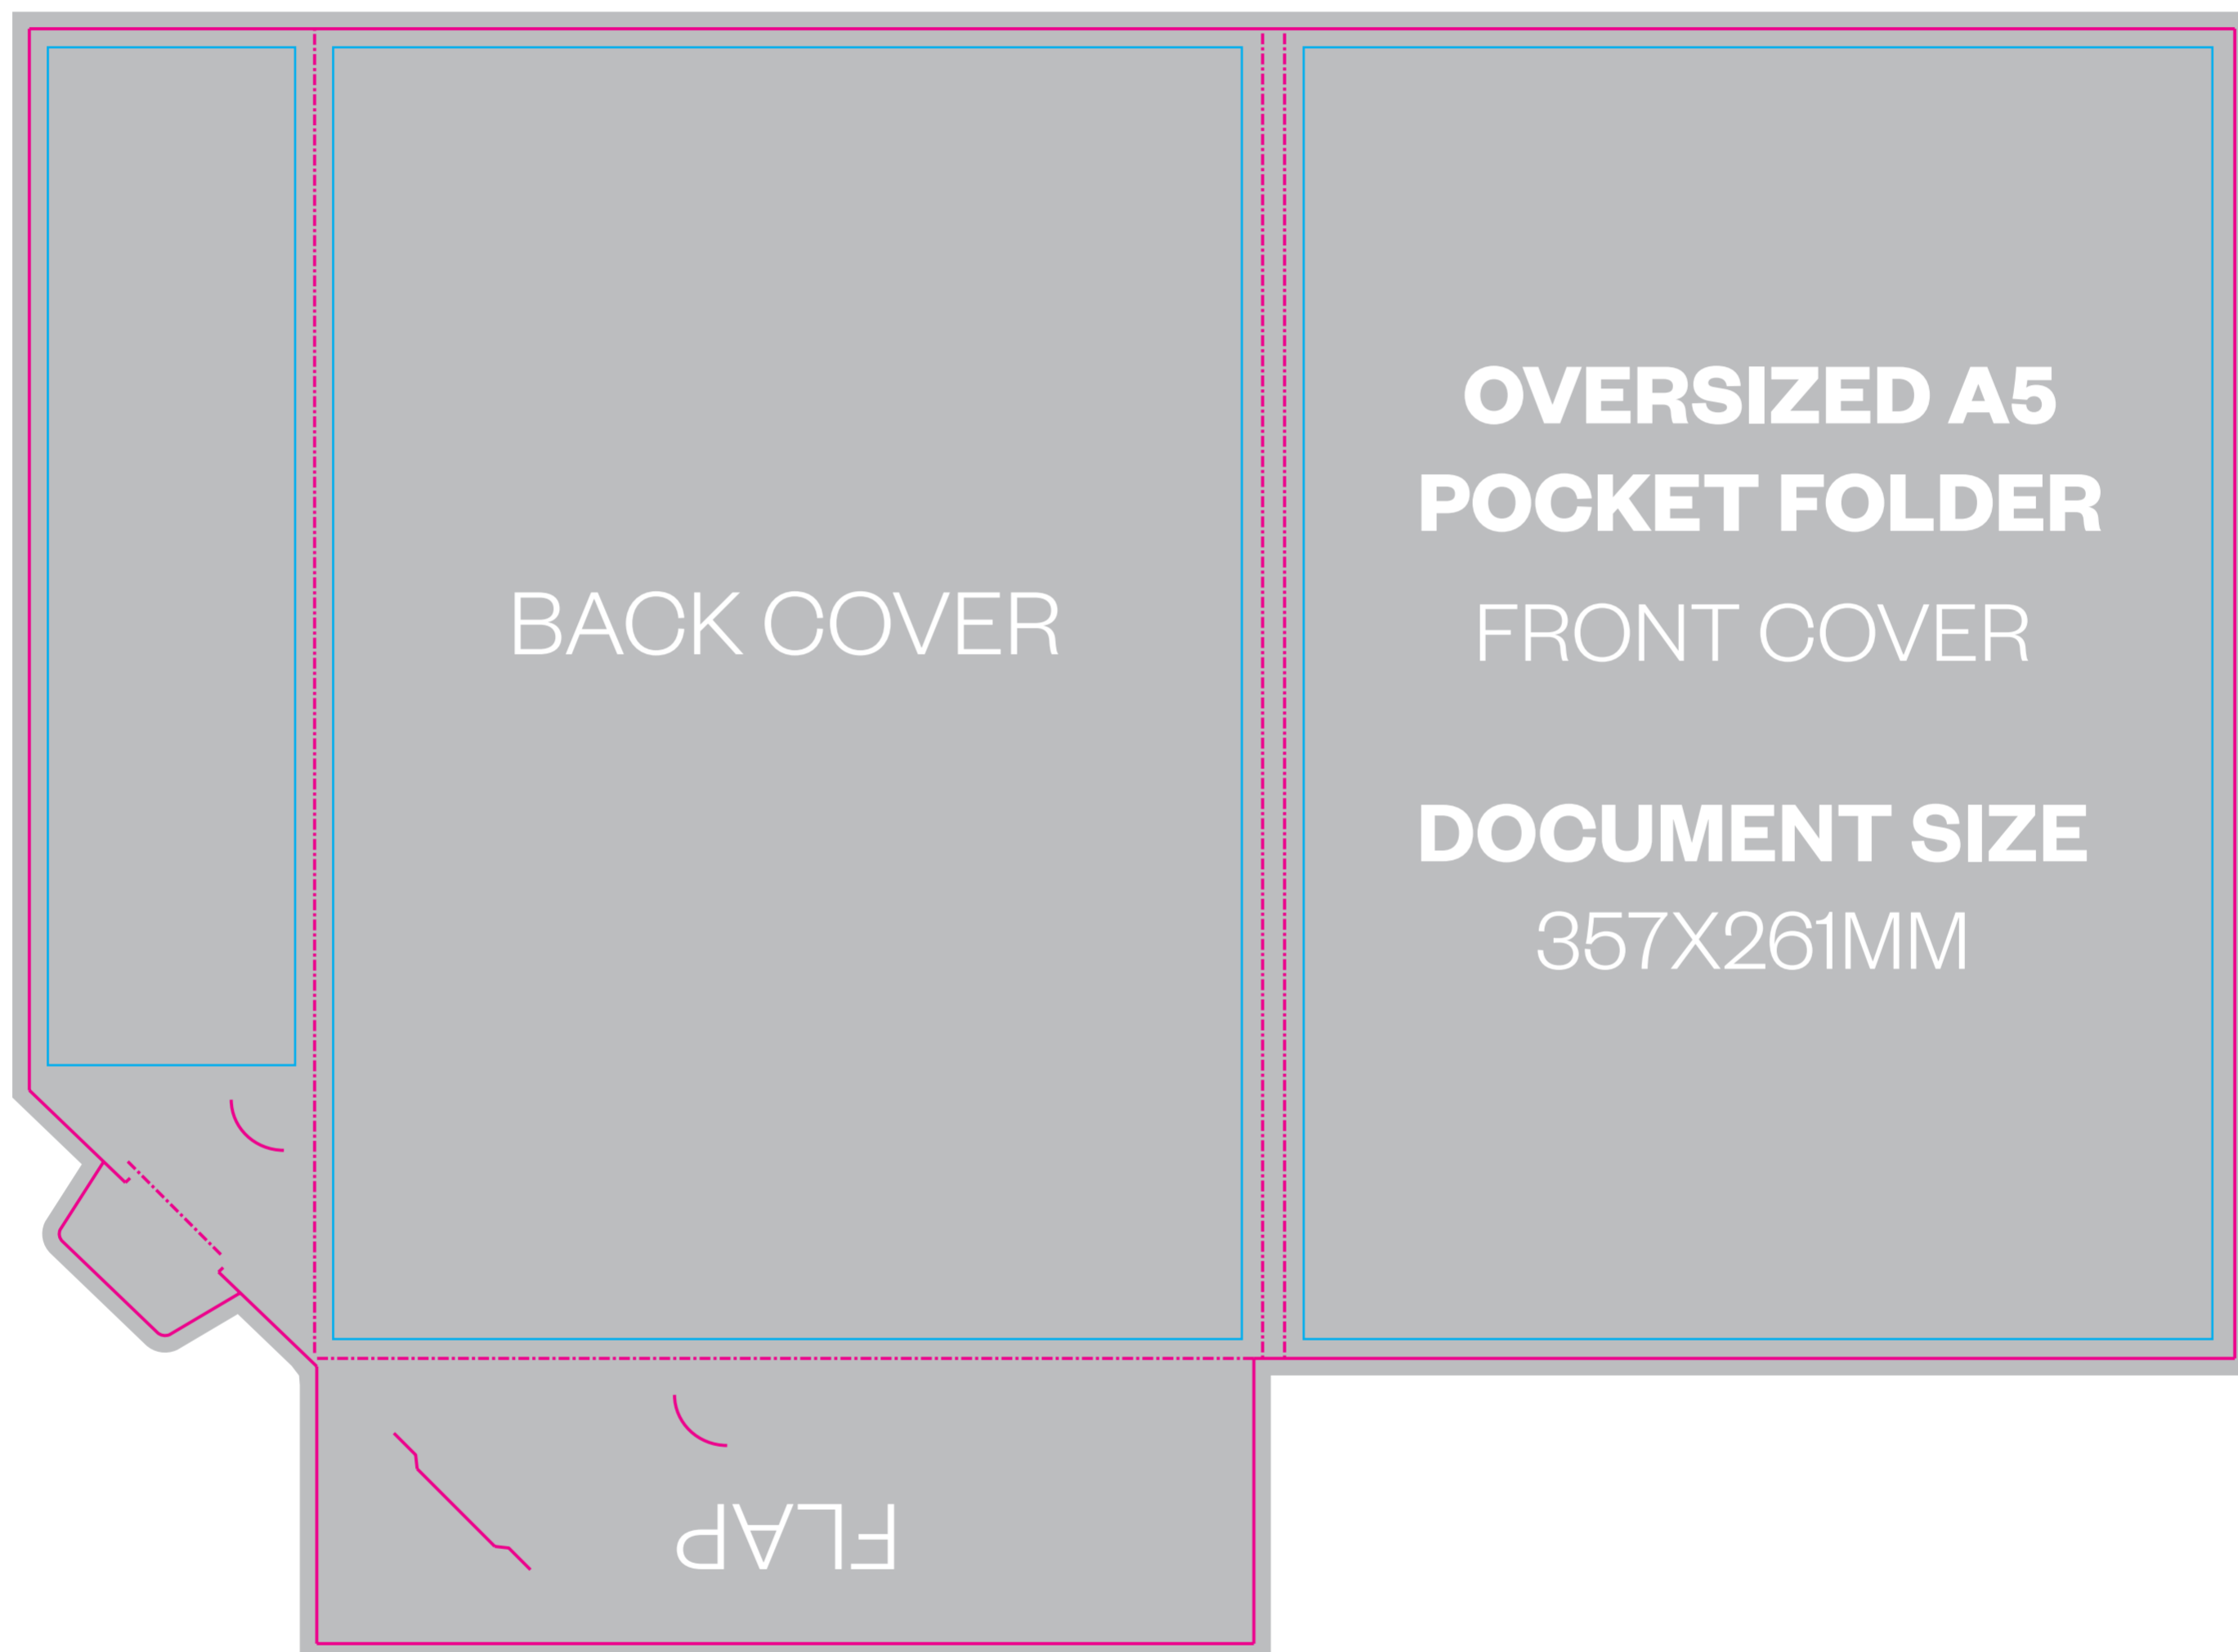 OVERSIZED A5
POCKET FOLDER
FRONT COVER
BACK COVER
DOCUMENT SIZE
357X261MM
FLAP